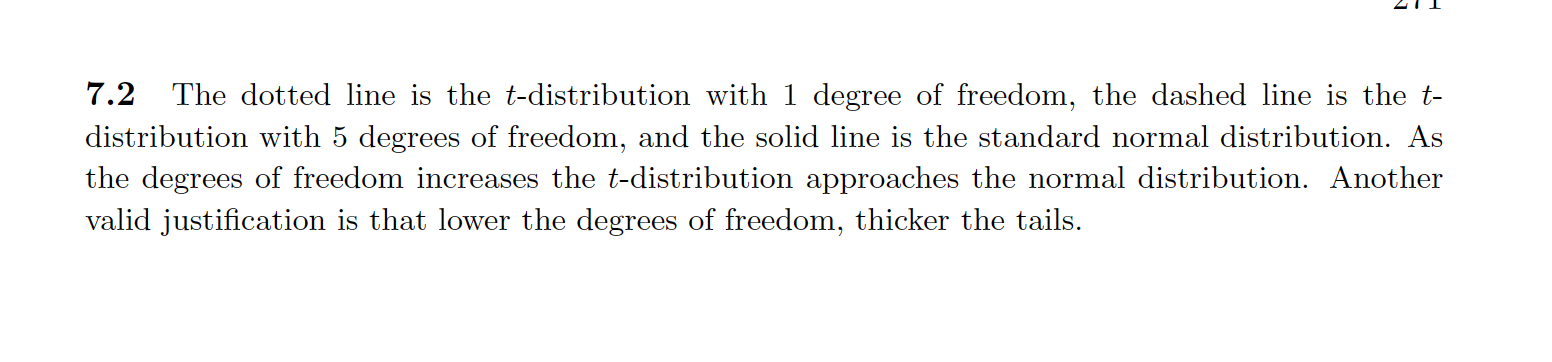 7.2 The dotted line is the t-distribution with 1 degree of freedom, the dashed line is the t-
distribution with 5 degrees of freedom, and the solid line is the standard normal distribution. As
the degrees of freedom increases the t-distribution approaches the normal distribution. Another
valid justification is that lower the degrees of freedom, thicker the tails.